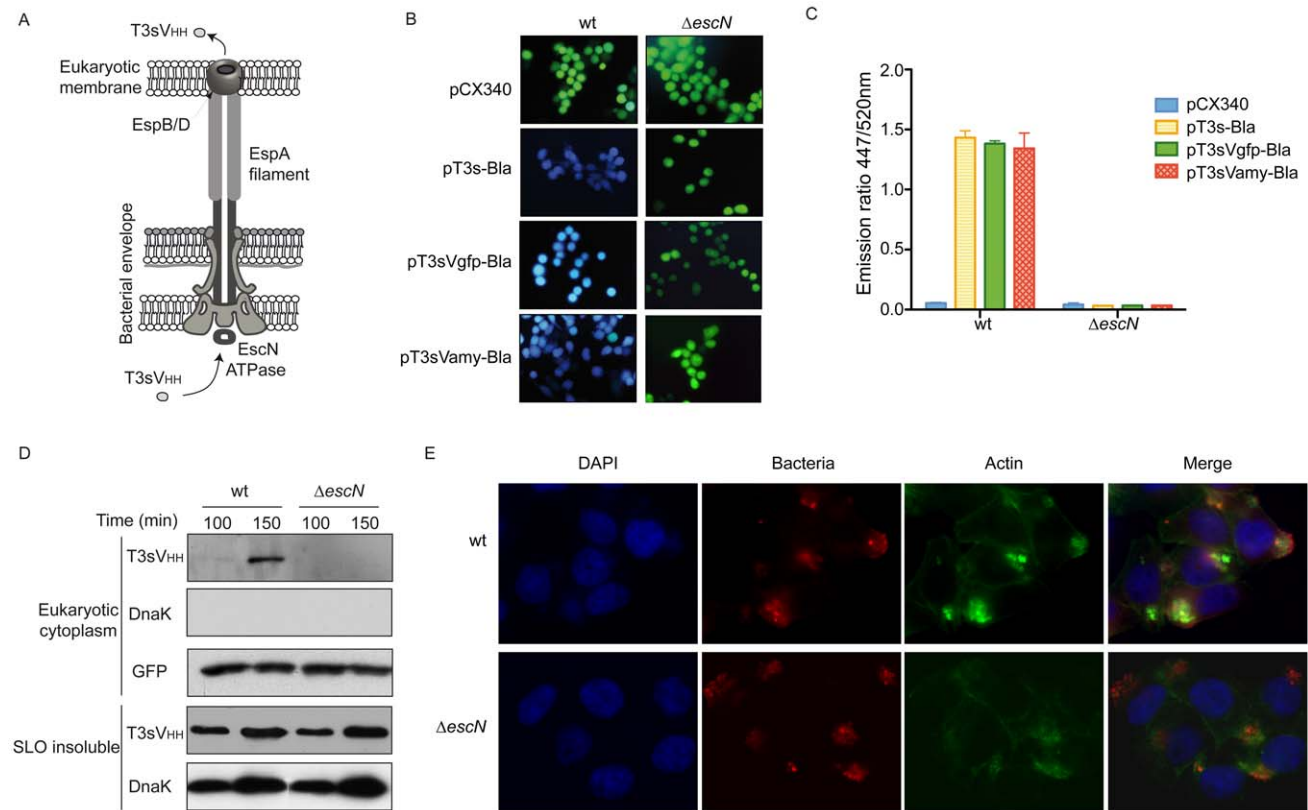 A
T3sVHH
Eukaryotic
membrane
EspB/D
EspA
filament
Bacterial envelope
EscN
ATPase
T3sVHH
B
wt
ΔescN
pCX340
pT3s-Bla
pT3sVgfp-Bla
pT3sVamy-Bla
C
Emission ratio 447/520nm
2.0
1.5
1.0
0.5
0.0
wt
ΔescN
pCX340
pT3s-Bla
pT3sVgfp-Bla
pT3sVamy-Bla
D
wt
ΔescN
Time (min)
100
150
100
150
Eukaryotic
cytoplasm
T3sVHH
DnaK
GFP
SLO insoluble
T3sVHH
DnaK
E
DAPI
Bacteria
Actin
Merge
wt
ΔescN